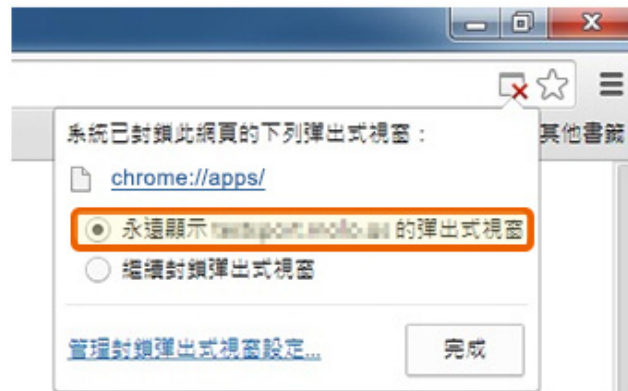 系統已封鎖此網頁的下列彈出式視窗：
其他書籤
chrome://apps/
永遠顯示 的彈出式視窗
繼續封鎖彈出式視窗
管理封鎖彈出式視窗設定...
完成